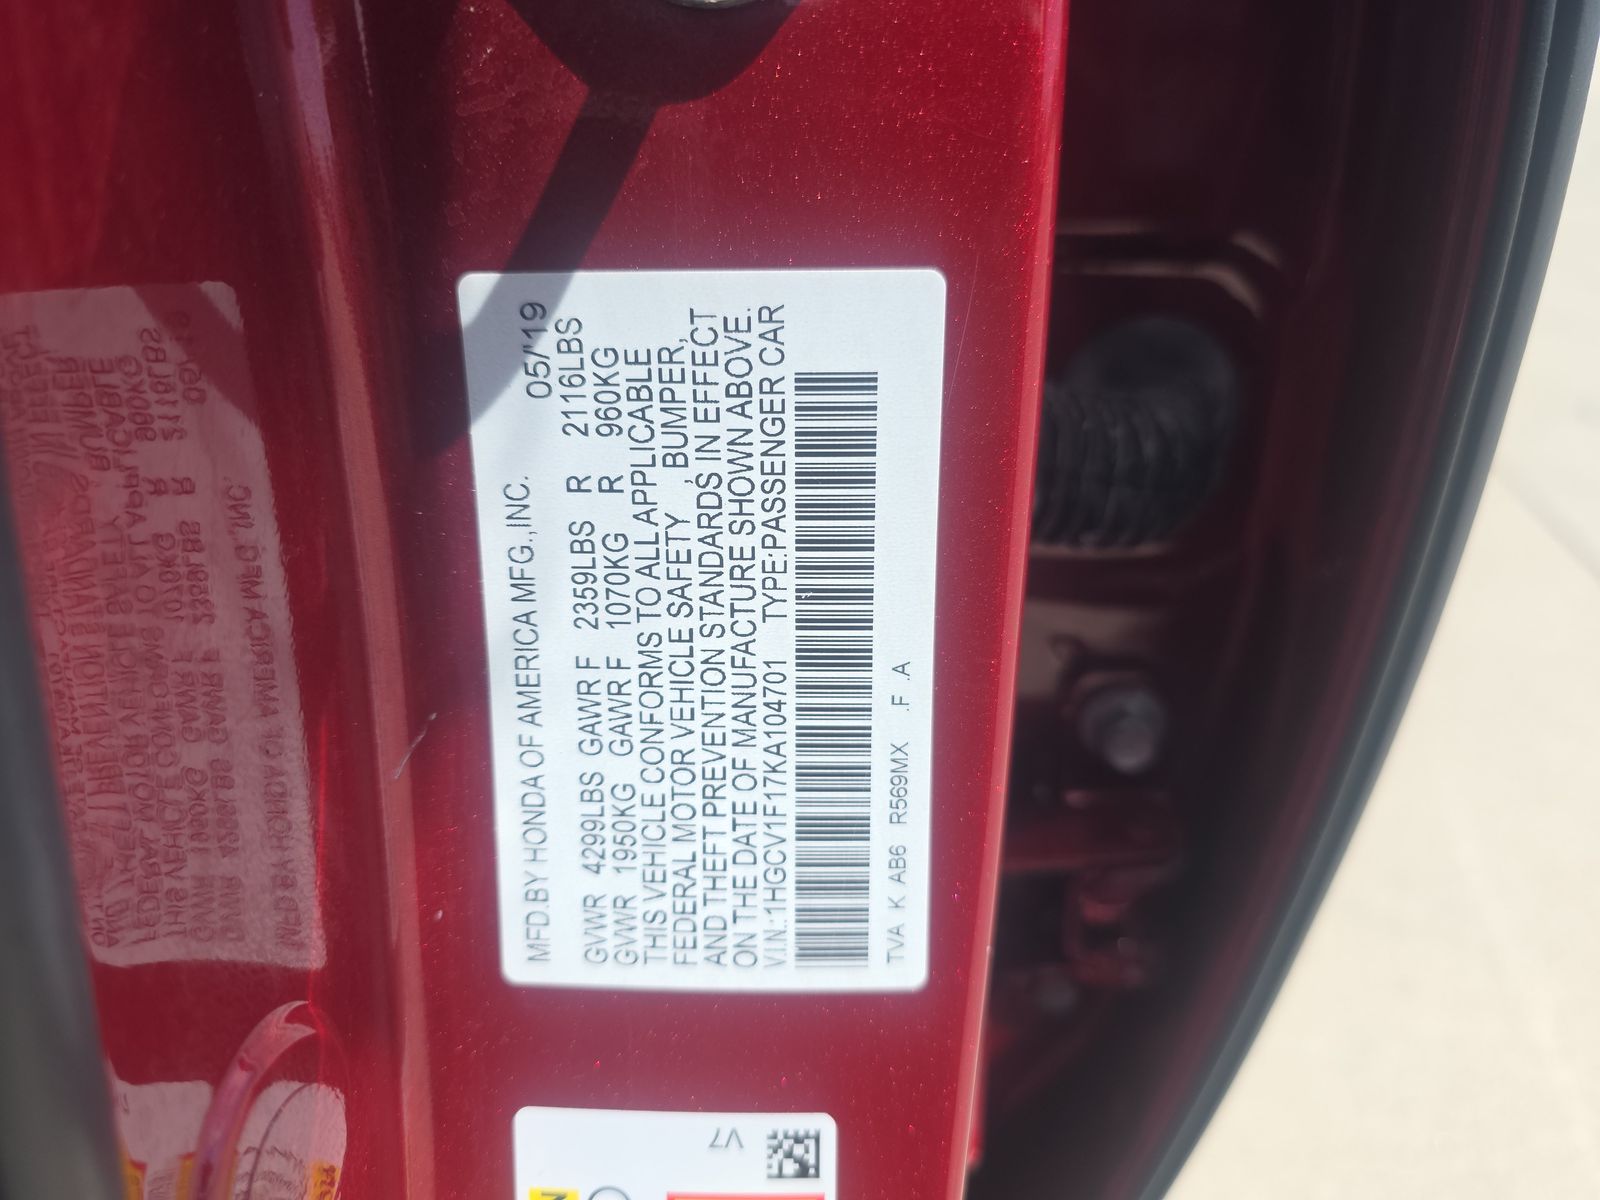 MFD.BY HONDA OF AMERICA MFG.,INC. 05/'19
GVWR 4299LBS GAWR F 2359LBS R 2116LBS
GVWR 1950KG GAWR F 1070KG R 960KG
THIS VEHICLE CONFORMS TO ALL APPLICABLE
FEDERAL MOTOR VEHICLE SAFETY , BUMPER,
AND THEFT PREVENTION STANDARDS IN EFFECT
ON THE DATE OF MANUFACTURE SHOWN ABOVE.
V.I.N.:1HGCV1F17KA104701 TYPE:PASSENGER CAR
TVA K AB6 R569MX .F .A
V7